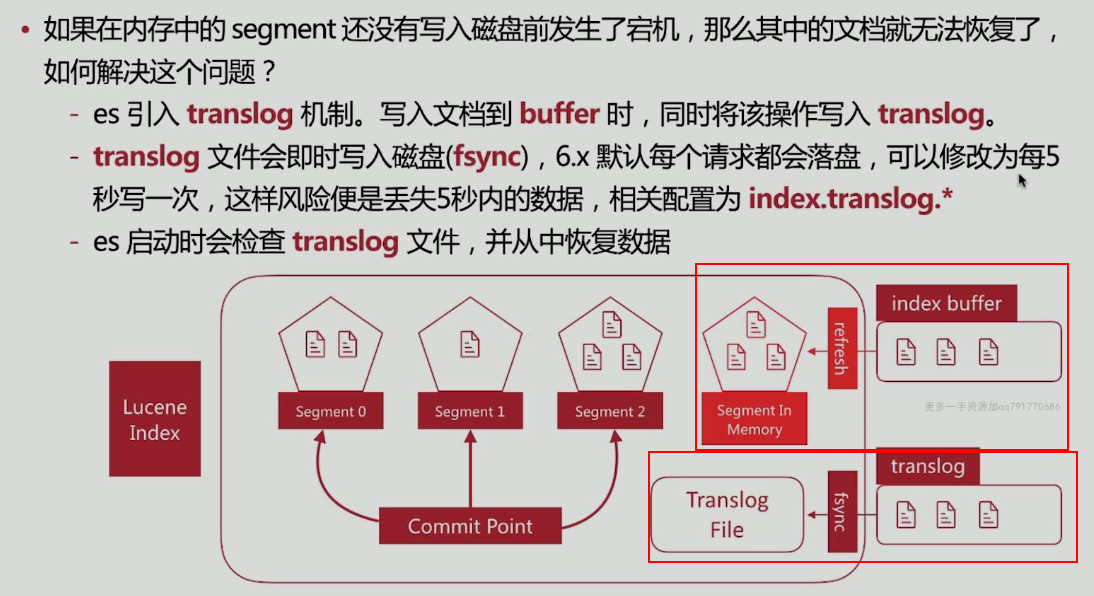 • 如果在内存中的 segment 还没有写入磁盘前发生了宕机，那么其中的文档就无法恢复了，
如何解决这个问题？
- es 引入 translog 机制。写入文档到 buffer 时，同时将该操作写入 translog。
- translog 文件会即时写入磁盘(fsync)，6.x 默认每个请求都会落盘，可以修改为每5
秒写一次，这样风险便是丢失5秒内的数据，相关配置为 index.translog.*
- es 启动时会检查 translog 文件，并从中恢复数据
index buffer
refresh
Segment 0
Segment 1
Segment 2
Segment In
Memory
Lucene
Index
更多一手资源加qq791770686
translog
Translog
File
fsync
Commit Point